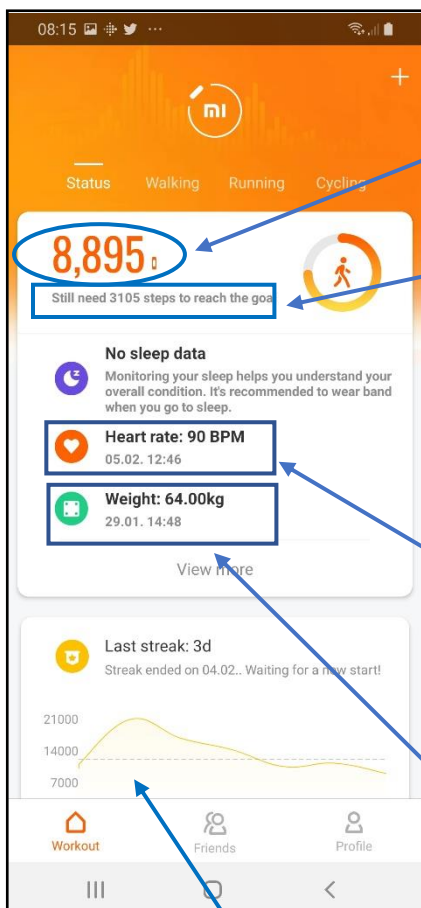 08:15
mi
Status Walking Running Cycling
8,895
Still need 3105 steps to reach the goa
No sleep data
Monitoring your sleep helps you understand your
overall condition. It's recommended to wear band
when you go to sleep.
Heart rate: 90 BPM
05.02. 12:46
Weight: 64.00kg
29.01. 14:48
View more
Last streak: 3d
Streak ended on 04.02.. Waiting for a new start!
21000
14000
7000
Workout Friends Profile